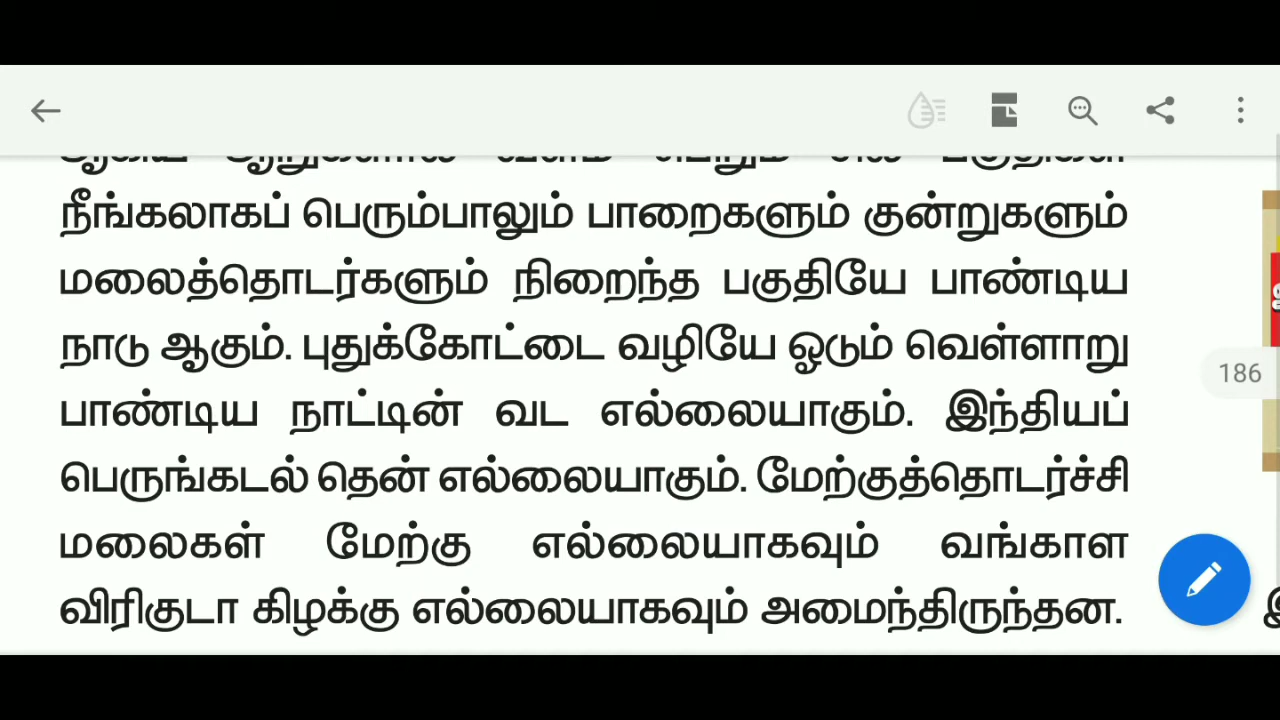 நீங்கலாகப் பெரும்பாலும் பாறைகளும் குன்றுகளும்
மலைத்தொடர்களும் நிறைந்த பகுதியே பாண்டிய
நாடு ஆகும். புதுக்கோட்டை வழியே ஓடும் வெள்ளாறு
பாண்டிய நாட்டின் வட எல்லையாகும். இந்தியப்
பெருங்கடல் தென் எல்லையாகும். மேற்குத்தொடர்ச்சி
மலைகள் மேற்கு எல்லையாகவும் வங்காள
விரிகுடா கிழக்கு எல்லையாகவும் அமைந்திருந்தன.
186